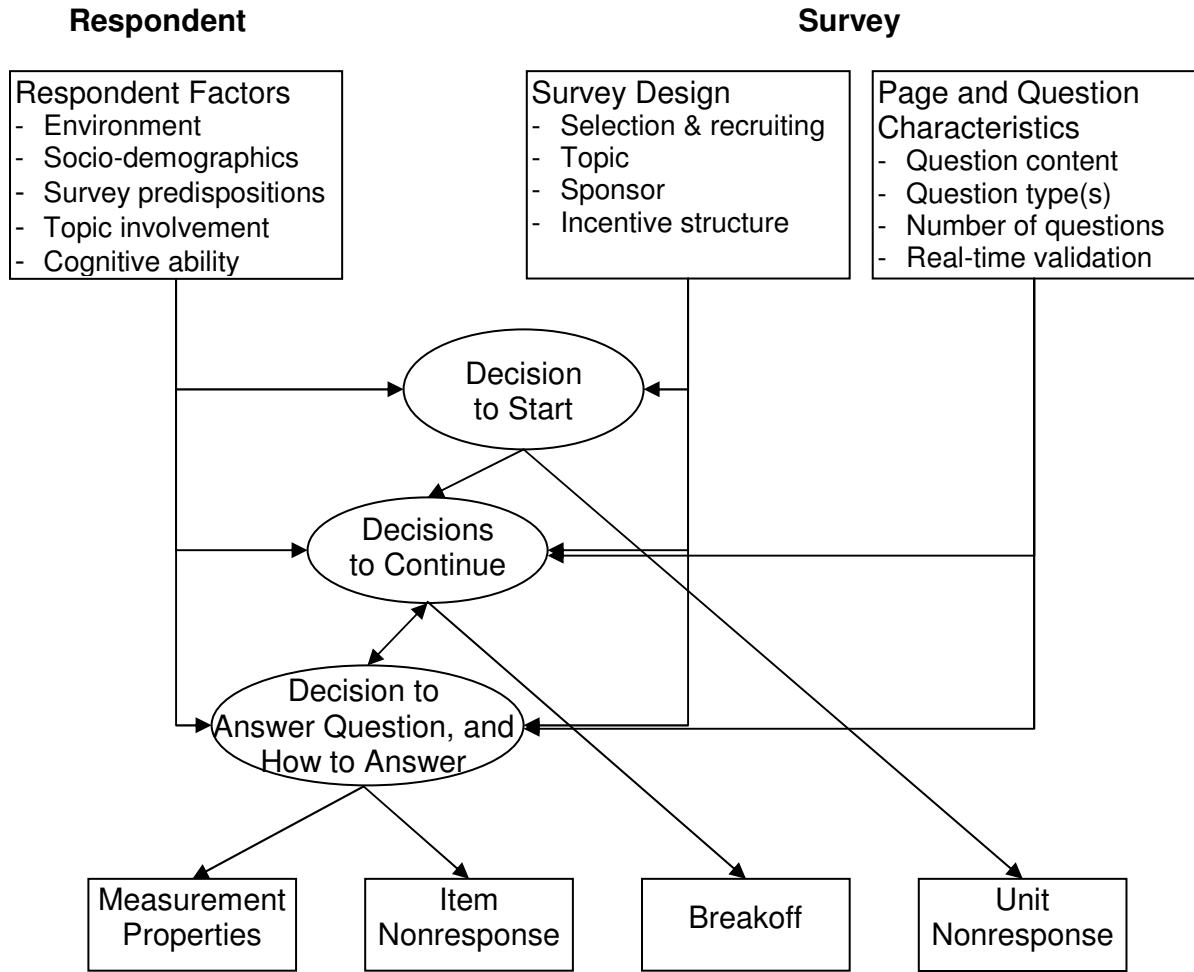 Respondent
Survey
Respondent Factors
- Environment
- Socio-demographics
- Survey predispositions
- Topic involvement
- Cognitive ability
Survey Design
- Selection & recruiting
- Topic
- Sponsor
- Incentive structure
Page and Question
Characteristics
- Question content
- Question type(s)
- Number of questions
- Real-time validation
Decision
to Start
Decisions
to Continue
Decision to
Answer Question, and
How to Answer
Measurement
Properties
Item
Nonresponse
Breakoff
Unit
Nonresponse